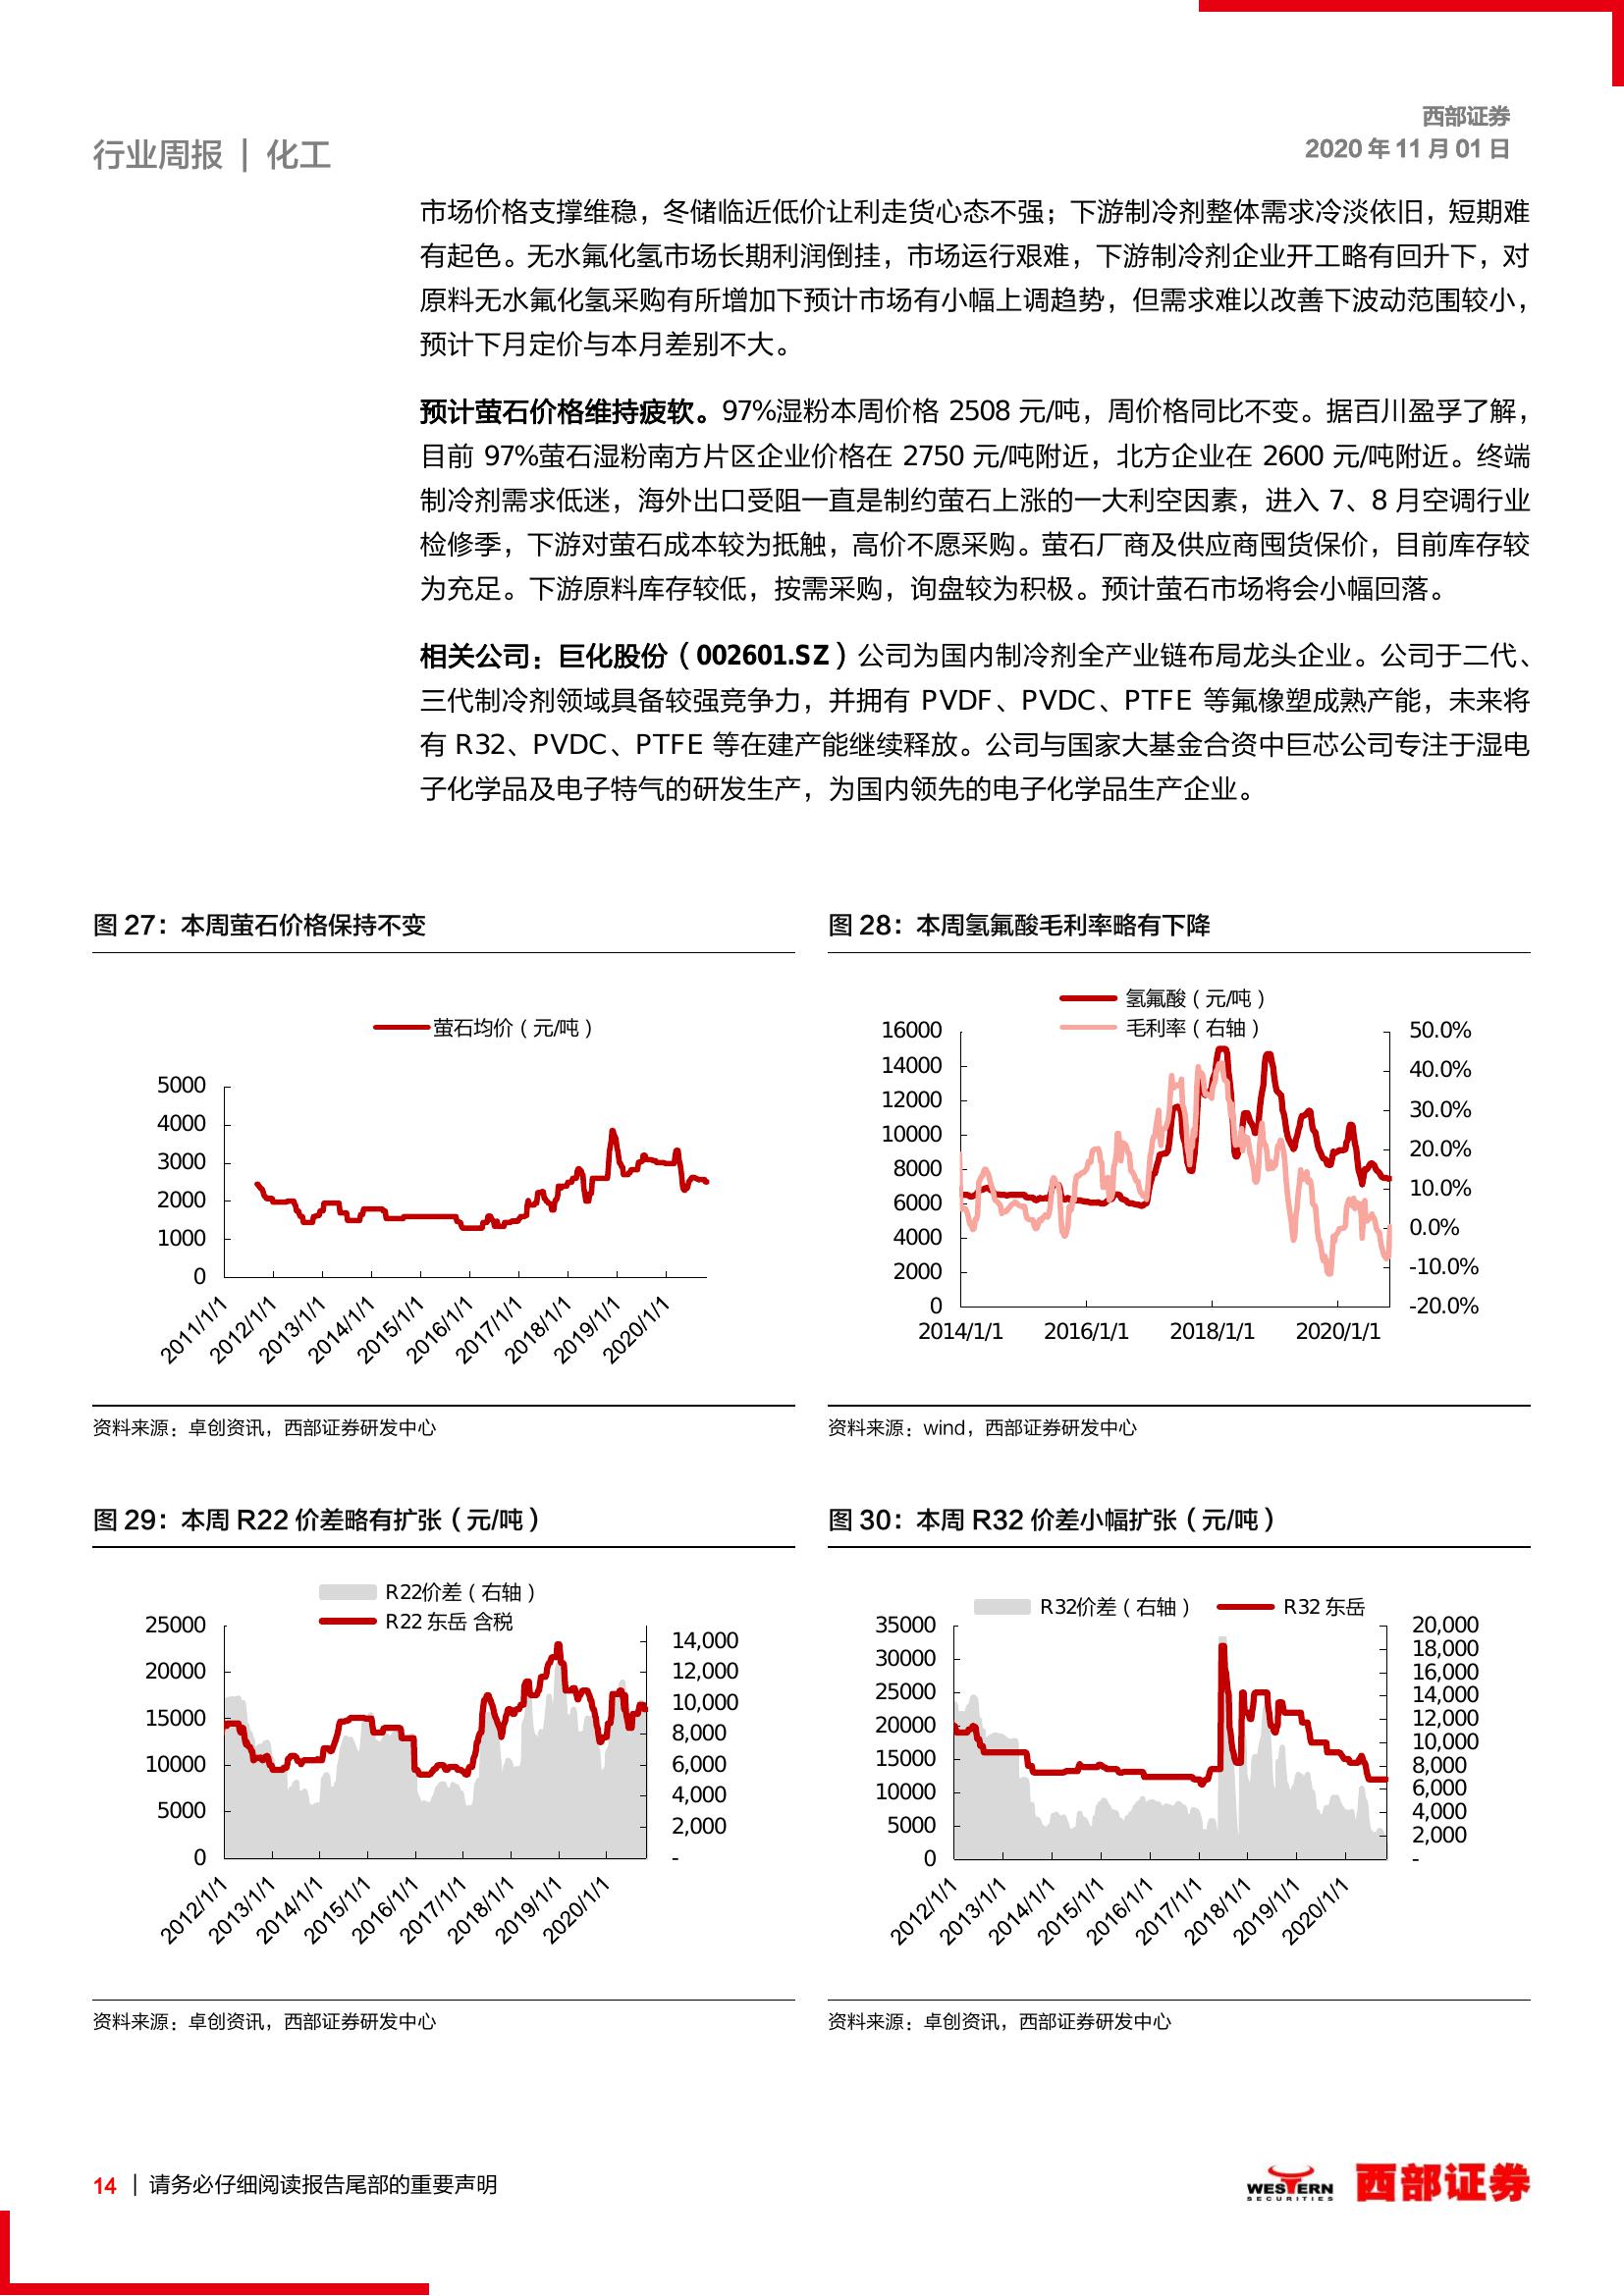 西部证券
行业周报 | 化工
2020 年 11 月 01 日
市场价格支撑维稳，冬储临近低价让利走货心态不强；下游制冷剂整体需求冷淡依旧，短期难
有起色。无水氟化氢市场长期利润倒挂，市场运行艰难，下游制冷剂企业开工略有回升下，对
原料无水氟化氢采购有所增加下预计市场有小幅上调趋势，但需求难以改善下波动范围较小，
预计下月定价与本月差别不大。
预计萤石价格维持疲软。97%湿粉本周价格 2508 元/吨，周价格同比不变。据百川盈孚了解，
目前 97%萤石湿粉南方片区企业价格在 2750 元/吨附近，北方企业在 2600 元/吨附近。终端
制冷剂需求低迷，海外出口受阻一直是制约萤石上涨的一大利空因素，进入 7、8 月空调行业
检修季，下游对萤石成本较为抵触，高价不愿采购。萤石厂商及供应商囤货保价，目前库存较
为充足。下游原料库存较低，按需采购，询盘较为积极。预计萤石市场将会小幅回落。
相关公司：巨化股份（002601.SZ）公司为国内制冷剂全产业链布局龙头企业。公司于二代、
三代制冷剂领域具备较强竞争力，并拥有 PVDF、PVDC、PTFE 等氟橡塑成熟产能，未来将
有 R32、PVDC、PTFE 等在建产能继续释放。公司与国家大基金合资中巨芯公司专注于湿电
子化学品及电子特气的研发生产，为国内领先的电子化学品生产企业。
图 27：本周萤石价格保持不变
萤石均价（元/吨）
5000
4000
3000
2000
1000
0
2011/1/1 2012/1/1 2013/1/1 2014/1/1 2015/1/1 2016/1/1 2017/1/1 2018/1/1 2019/1/1 2020/1/1
资料来源：卓创资讯，西部证券研发中心
图 28：本周氢氟酸毛利率略有下降
氢氟酸（元/吨）
毛利率（右轴）
16000 50.0%
14000 40.0%
12000 30.0%
10000 20.0%
8000 10.0%
6000 0.0%
4000 -10.0%
2000 -20.0%
0
2014/1/1 2016/1/1 2018/1/1 2020/1/1
资料来源：wind，西部证券研发中心
图 29：本周 R22 价差略有扩张（元/吨）
R22价差（右轴）
R22 东岳 含税
25000 14,000
20000 12,000
15000 10,000
10000 8,000
5000 6,000
0 4,000
2,000
-
2012/1/1 2013/1/1 2014/1/1 2015/1/1 2016/1/1 2017/1/1 2018/1/1 2019/1/1 2020/1/1
资料来源：卓创资讯，西部证券研发中心
图 30：本周 R32 价差小幅扩张（元/吨）
R32价差（右轴） R32 东岳
35000 20,000
30000 18,000
25000 16,000
20000 14,000
15000 12,000
10000 10,000
5000 8,000
0 6,000
4,000
2,000
-
2012/1/1 2013/1/1 2014/1/1 2015/1/1 2016/1/1 2017/1/1 2018/1/1 2019/1/1 2020/1/1
资料来源：卓创资讯，西部证券研发中心
14 | 请务必仔细阅读报告尾部的重要声明
WESTERN
SECURITIES
西部证券